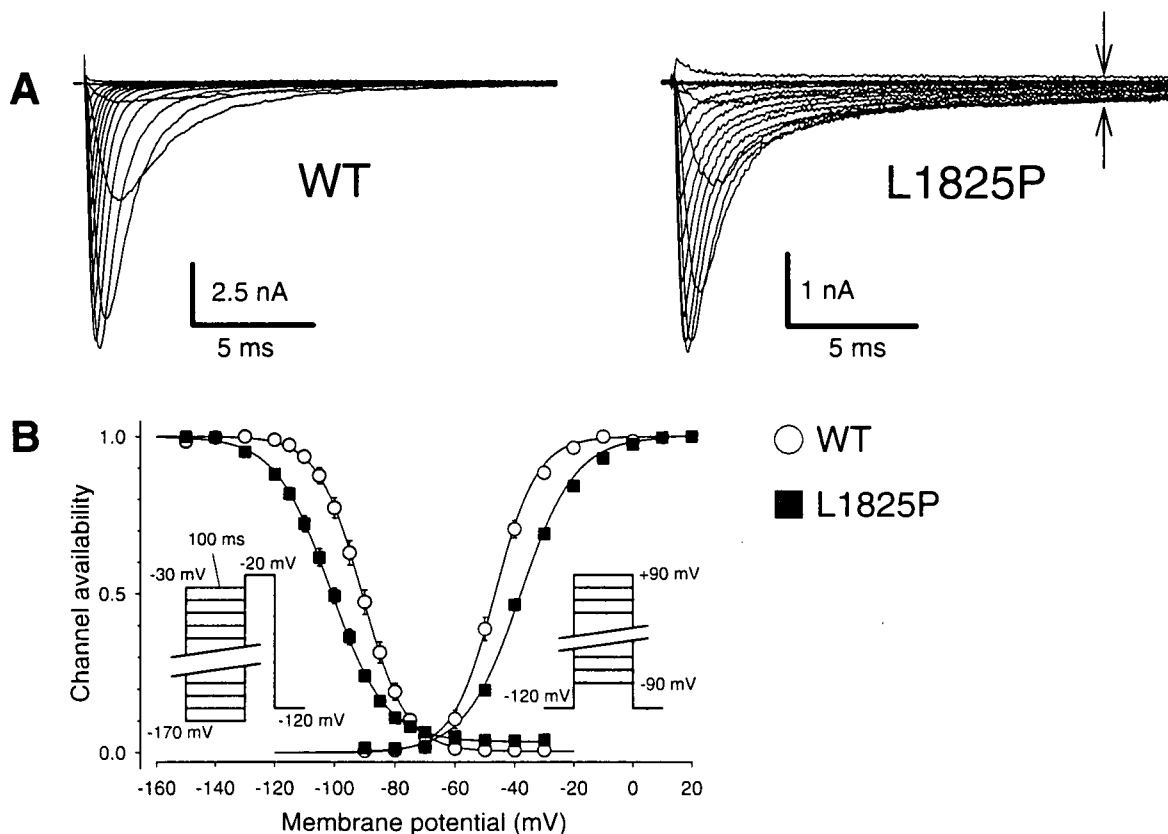 A
WT
2.5 nA
5 ms
L1825P
1 nA
5 ms
B
Channel availability
1.0
0.5
0.0
-160 -140 -120 -100 -80 -60 -40 -20 0 20
Membrane potential (mV)
100 ms
-30 mV
-20 mV
-120 mV
-170 mV
+90 mV
-90 mV
-120 mV
WT
L1825P